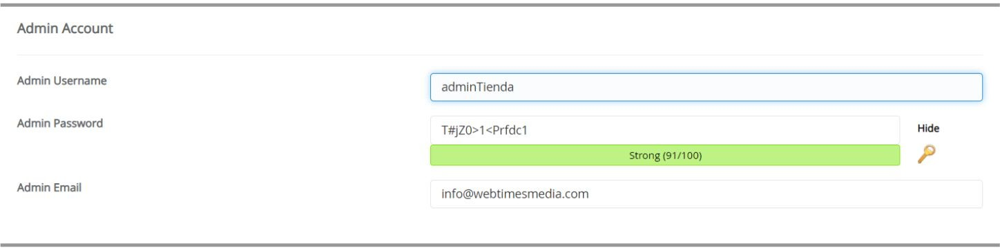 Admin Account
Admin Username
adminTienda
Admin Password
T#jZ0>1<Prfdc1
Hide
Strong (91/100)
Admin Email
info@webtimesmedia.com